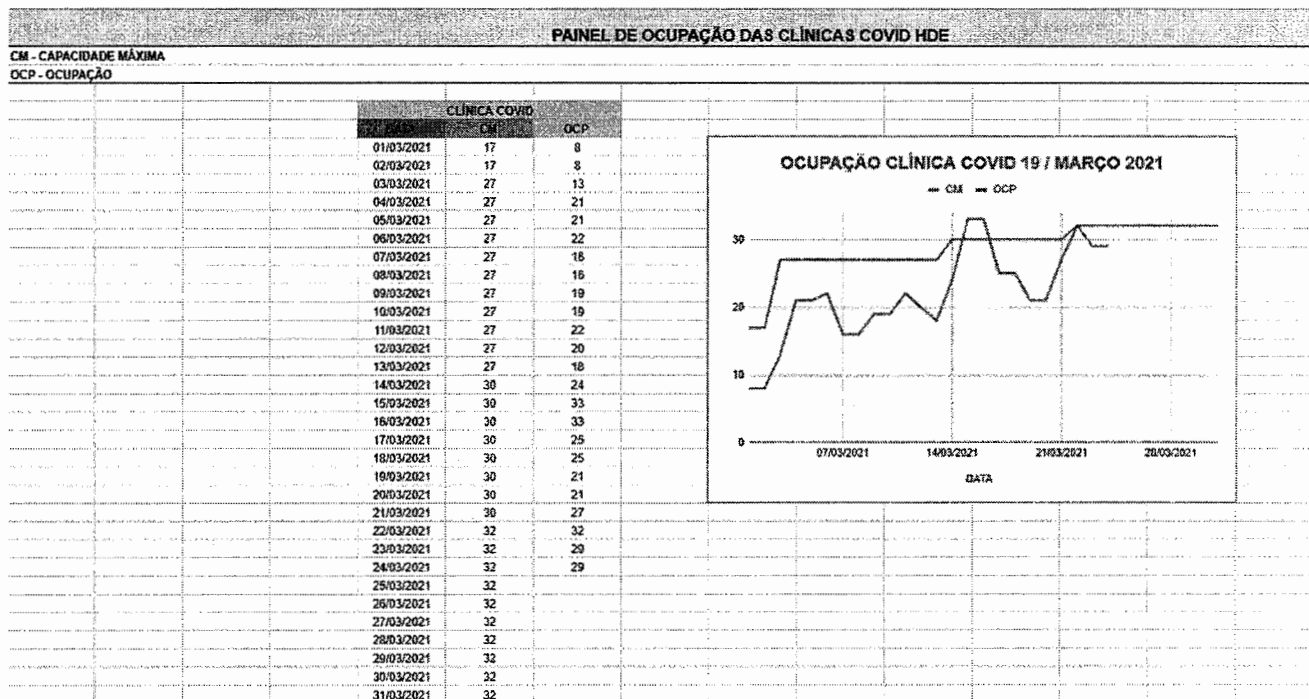 PAINEL DE OCUPAÇÃO DAS CLÍNICAS COVID HDE
CM - CAPACIDADE MÁXIMA
OCP - OCUPAÇÃO
CLÍNICA COVID
DATA CM OCP
01/03/2021 17 8
02/03/2021 17 8
03/03/2021 27 13
04/03/2021 27 21
05/03/2021 27 21
06/03/2021 27 22
07/03/2021 27 16
08/03/2021 27 16
09/03/2021 27 19
10/03/2021 27 19
11/03/2021 27 22
12/03/2021 27 20
13/03/2021 27 18
14/03/2021 30 24
15/03/2021 30 33
16/03/2021 30 33
17/03/2021 30 25
18/03/2021 30 25
19/03/2021 30 21
20/03/2021 30 21
21/03/2021 30 27
22/03/2021 32 32
23/03/2021 32 29
24/03/2021 32 29
25/03/2021 32
26/03/2021 32
27/03/2021 32
28/03/2021 32
29/03/2021 32
30/03/2021 32
31/03/2021 32
OCUPAÇÃO CLÍNICA COVID 19 / MARÇO 2021
CM OCP
30
20
10
0
07/03/2021 14/03/2021 21/03/2021 28/03/2021
DATA